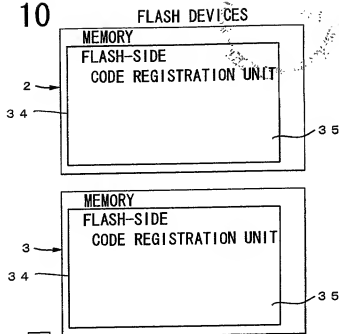 10
FLASH DEVICES
MEMORY
FLASH-SIDE
CODE REGISTRATION UNIT
2
34
35
MEMORY
FLASH-SIDE
CODE REGISTRATION UNIT
3
34
35